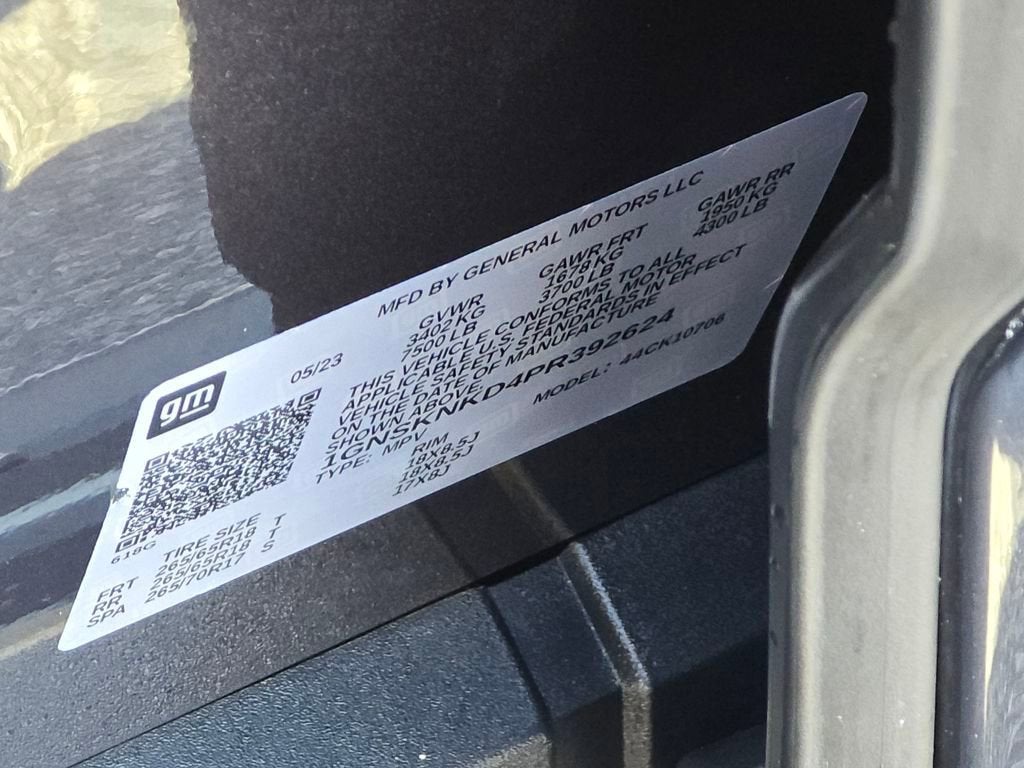 MFD BY GENERAL MOTORS LLC
gm
05/23
GVWR GAWR FRT GAWR RR
3402 KG 1678 KG 1950 KG
7500 LB 3700 LB 4300 LB
THIS VEHICLE CONFORMS TO ALL
APPLICABLE U.S. FEDERAL MOTOR
VEHICLE SAFETY STANDARDS IN EFFECT
ON THE DATE OF MANUFACTURE
SHOWN ABOVE.
1GNSKNKD4PR392624
TYPE: MPV MODEL: 44CK10706
618G
TIRE SIZE RIM
FRT 265/65R18 T 18X8.5J
RR 265/65R18 T 18X8.5J
SPA 265/70R17 S 17X8J